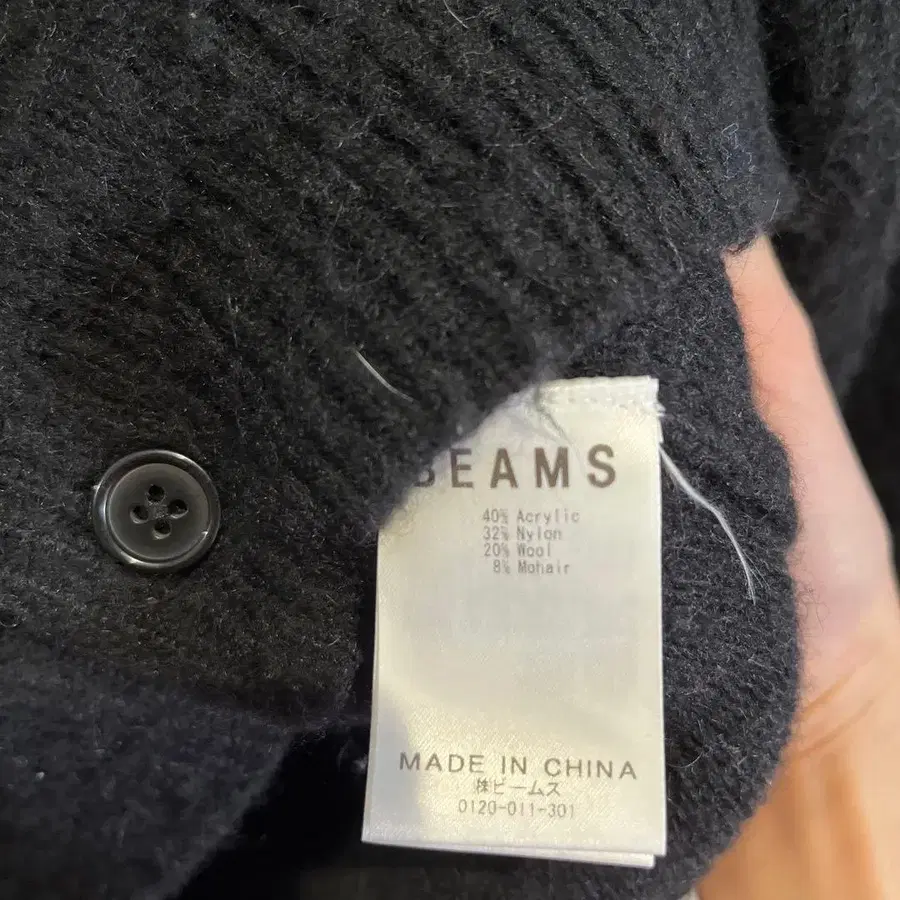 BEAMS
40% Acrylic
32% Nylon
20% Wool
8% Mohair
MADE IN CHINA
㈱ビームス
0120-011-301